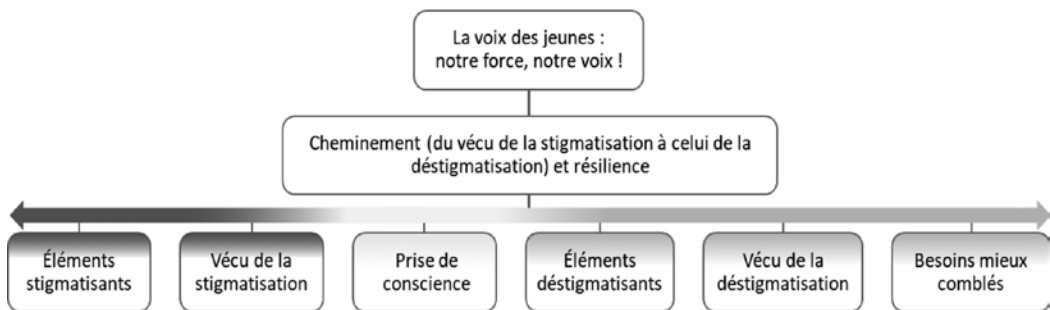 La voix des jeunes :
notre force, notre voix !
Cheminement (du vécu de la stigmatisation à celui de la
déstigmatisation) et résilience
Éléments
stigmatisants
Vécu de la
stigmatisation
Prise de
conscience
Éléments
déstigmatisants
Vécu de la
déstigmatisation
Besoins mieux
comblés